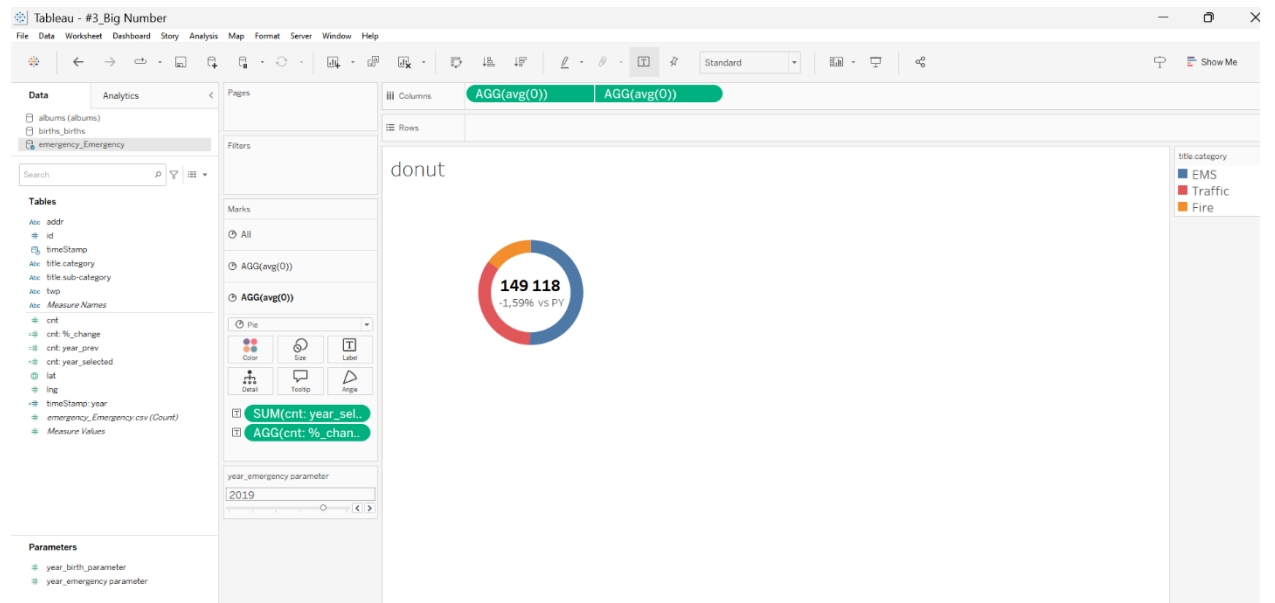 Tableau - #3_Big Number
File Data Worksheet Dashboard Story Analysis Map Format Server Window Help
Standard
Show Me
Data Analytics
albums (albums)
births_births
emergency_Emergency
Search
Tables
Abc addr
# id
timeStamp
Abc title.category
Abc title.sub-category
Abc twp
Abc Measure Names
# cnt
=# cnt: %_change
=# cnt: year_prev
=# cnt: year_selected
lat
# lng
=# timeStamp: year
# emergency_Emergency.csv (Count)
# Measure Values
Parameters
# year_birth_parameter
# year_emergency parameter
Pages
Filters
Marks
All
AGG(avg(0))
AGG(avg(0))
Pie
Color Size Label
Detail Tooltip Angle
SUM(cnt: year_sel..
AGG(cnt: %_chan..
year_emergency parameter
2019
Columns AGG(avg(0)) AGG(avg(0))
Rows
donut
149 118
-1,59% vs PY
title.category
EMS
Traffic
Fire